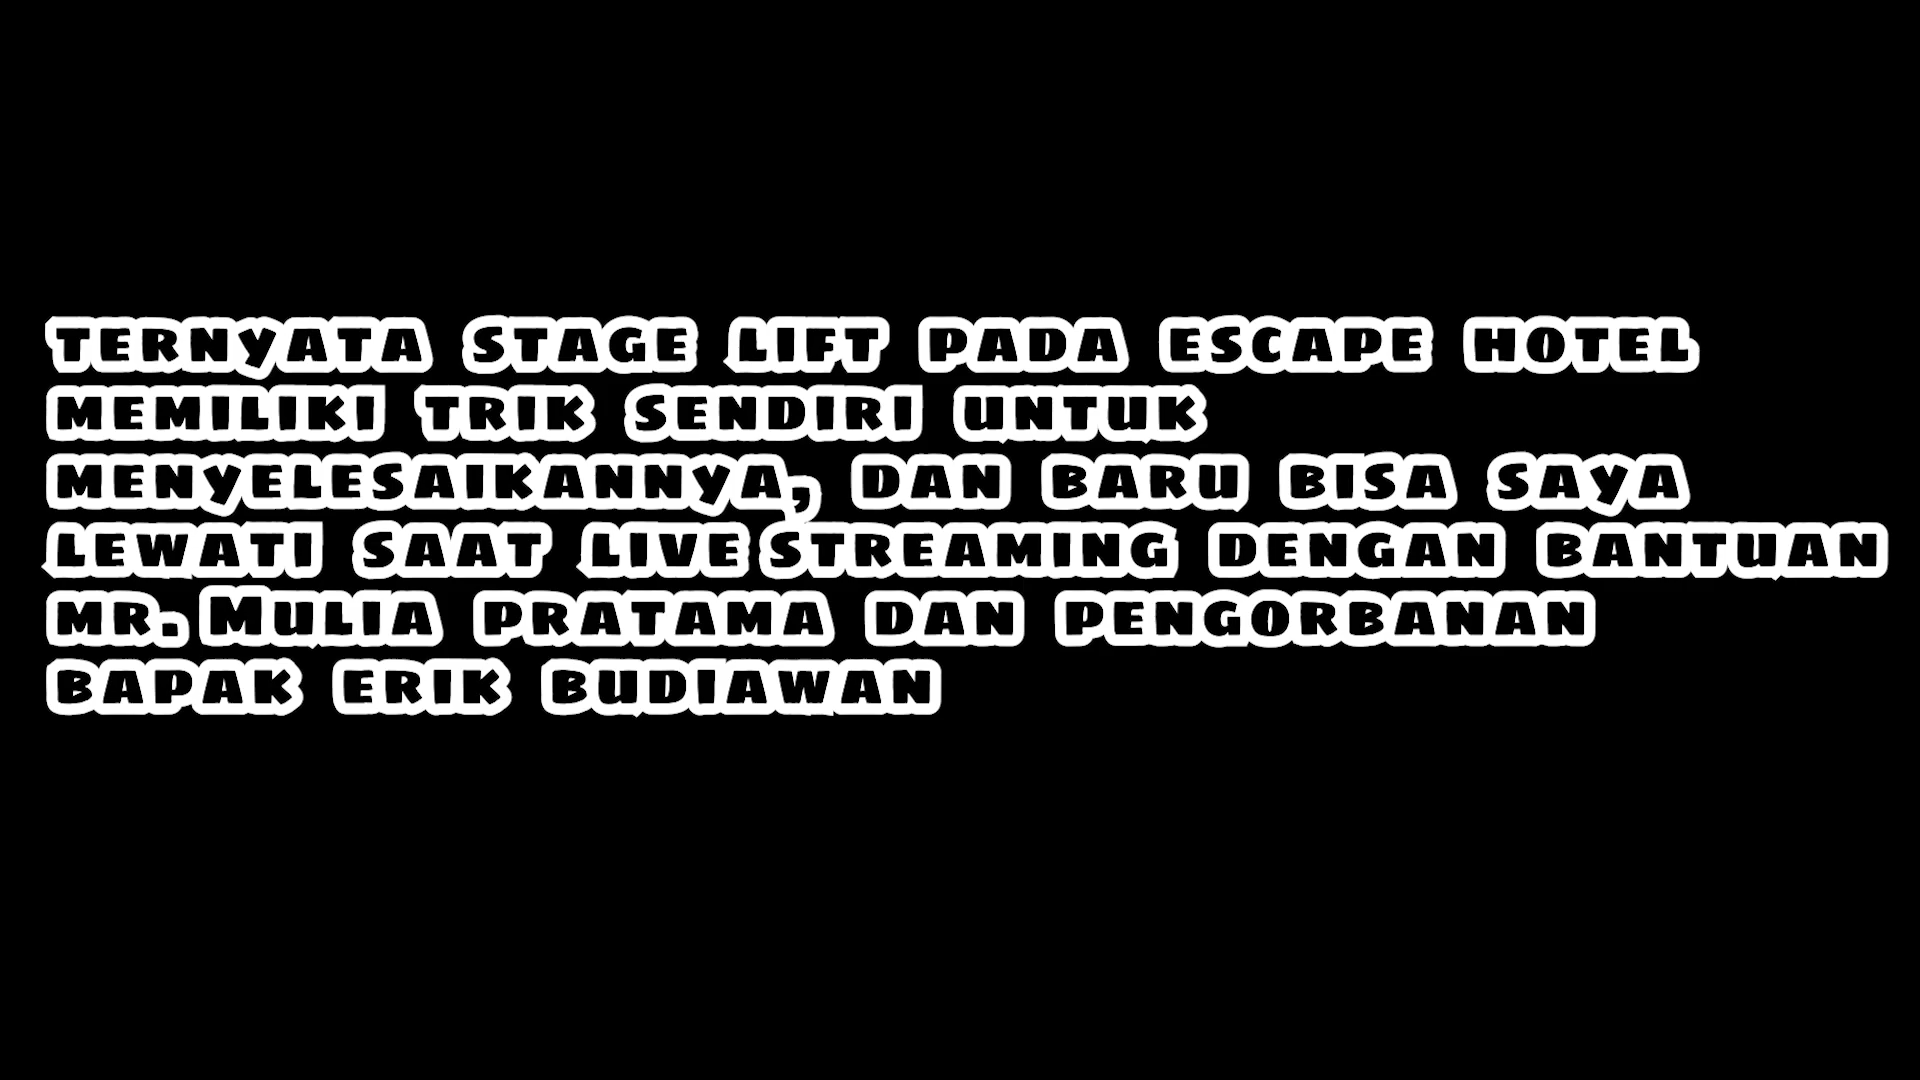 TERNYATA STAGE LIFT PADA ESCAPE HOTEL
MEMILIKI TRIK SENDIRI UNTUK
MENYELESAIKANNYA, DAN BARU BISA SAYA
LEWATI SAAT LIVE STREAMING DENGAN BANTUAN
MR. MULIA PRATAMA DAN PENGORBANAN
BAPAK ERIK BUDIAWAN